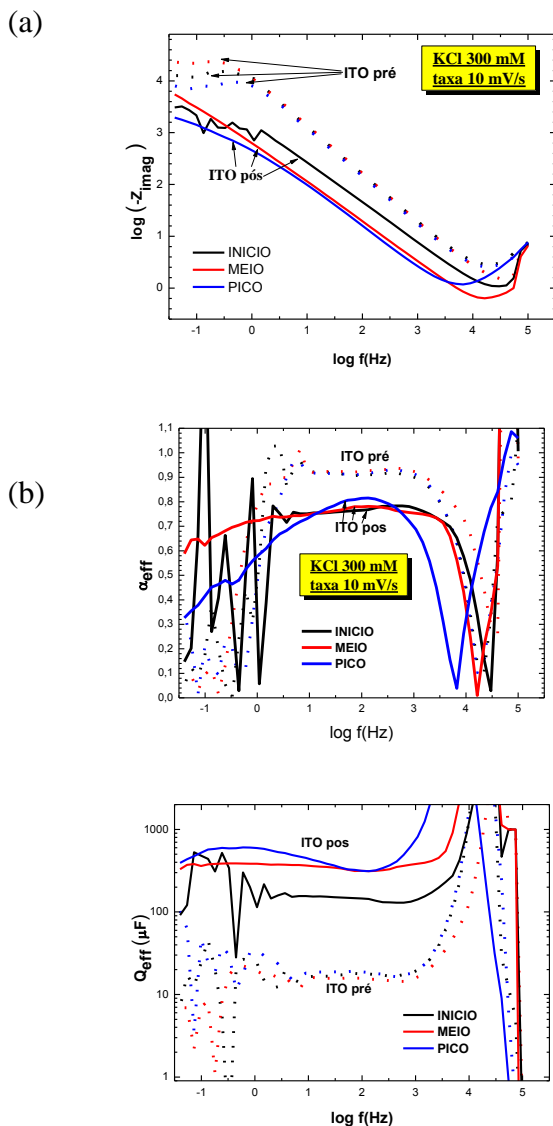 (a)
ITO pré
KCl 300 mM
taxa 10 mV/s
ITO pós
INICIO
MEIO
PICO
log (-Z imag)
4
3
2
1
0
-1 0 1 2 3 4 5
log f(Hz)
(b)
1,1
1,0
0,9
0,8
0,7
0,6
0,5
0,4
0,3
0,2
0,1
0,0
αeff
ITO pré
ITO pos
KCl 300 mM
taxa 10 mV/s
INICIO
MEIO
PICO
-1 0 1 2 3 4 5
log f(Hz)
1000
100
10
1
Qeff (μF)
ITO pos
ITO pré
INICIO
MEIO
PICO
-1 0 1 2 3 4 5
log f(Hz)